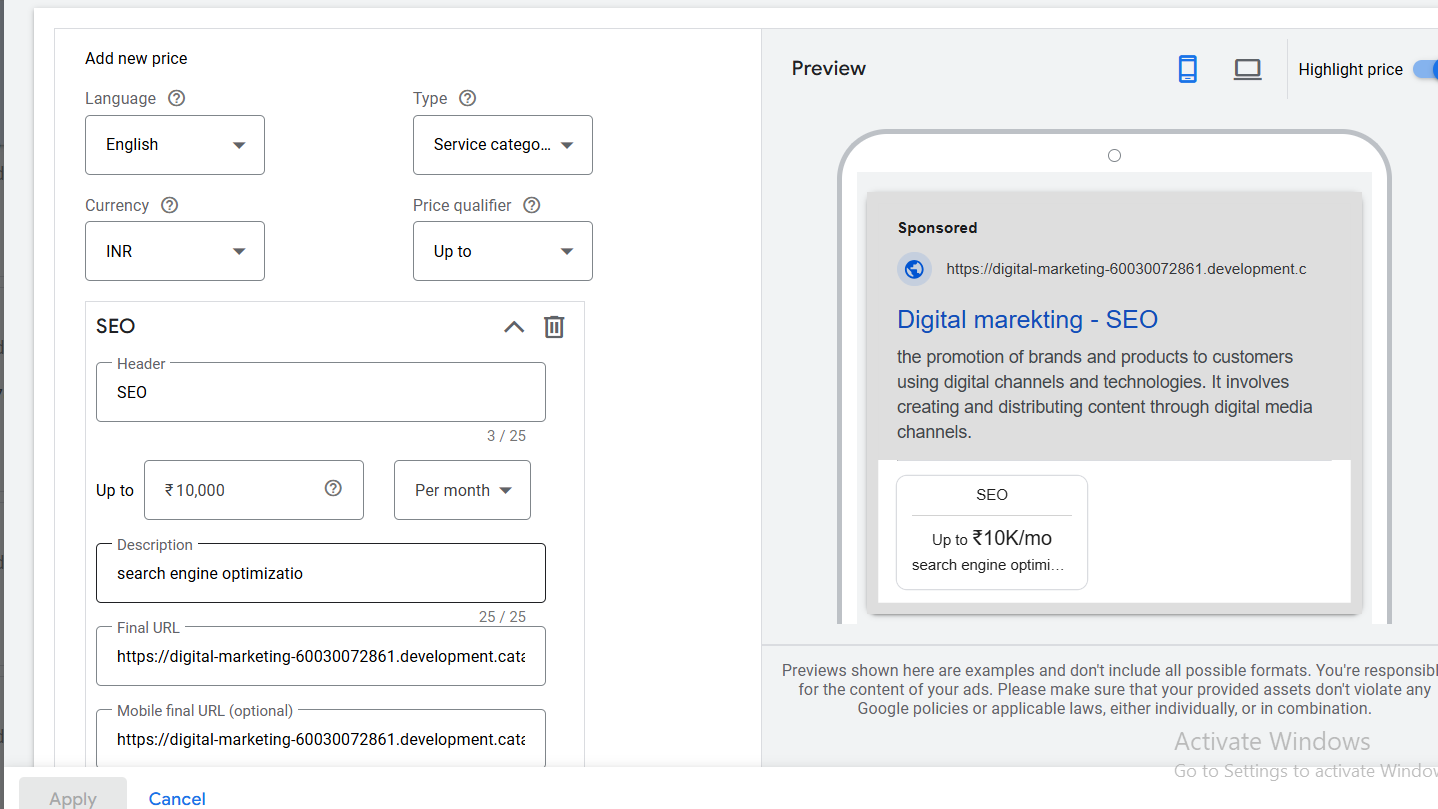 Add new price
Language
Type
English
Service catego...
Currency
Price qualifier
INR
Up to
SEO
Header
SEO
3 / 25
Up to
₹ 10,000
Per month
Description
search engine optimizatio
25 / 25
Final URL
https://digital-marketing-60030072861.development.cata
Mobile final URL (optional)
https://digital-marketing-60030072861.development.cata
Apply
Cancel
Preview
Highlight price
Sponsored
https://digital-marketing-60030072861.development.c
Digital marekting - SEO
the promotion of brands and products to customers
using digital channels and technologies. It involves
creating and distributing content through digital media
channels.
SEO
Up to ₹10K/mo
search engine optimi...
Previews shown here are examples and don't include all possible formats. You're responsibl
for the content of your ads. Please make sure that your provided assets don't violate any
Google policies or applicable laws, either individually, or in combination.
Activate Windows
Go to Settings to activate Window